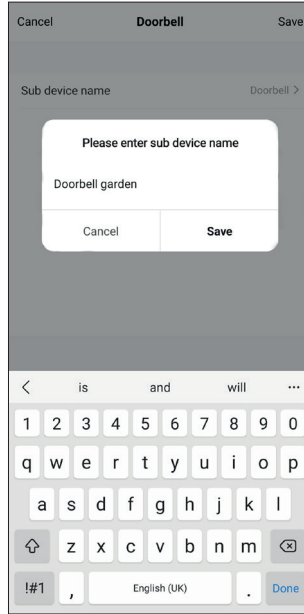 Cancel Doorbell Save
Sub device name Doorbell >
Please enter sub device name
Doorbell garden
Cancel Save
< is and will ...
1 2 3 4 5 6 7 8 9 0
q w e r t y u i o p
a s d f g h j k l
z x c v b n m
!#1 , English (UK) . Done